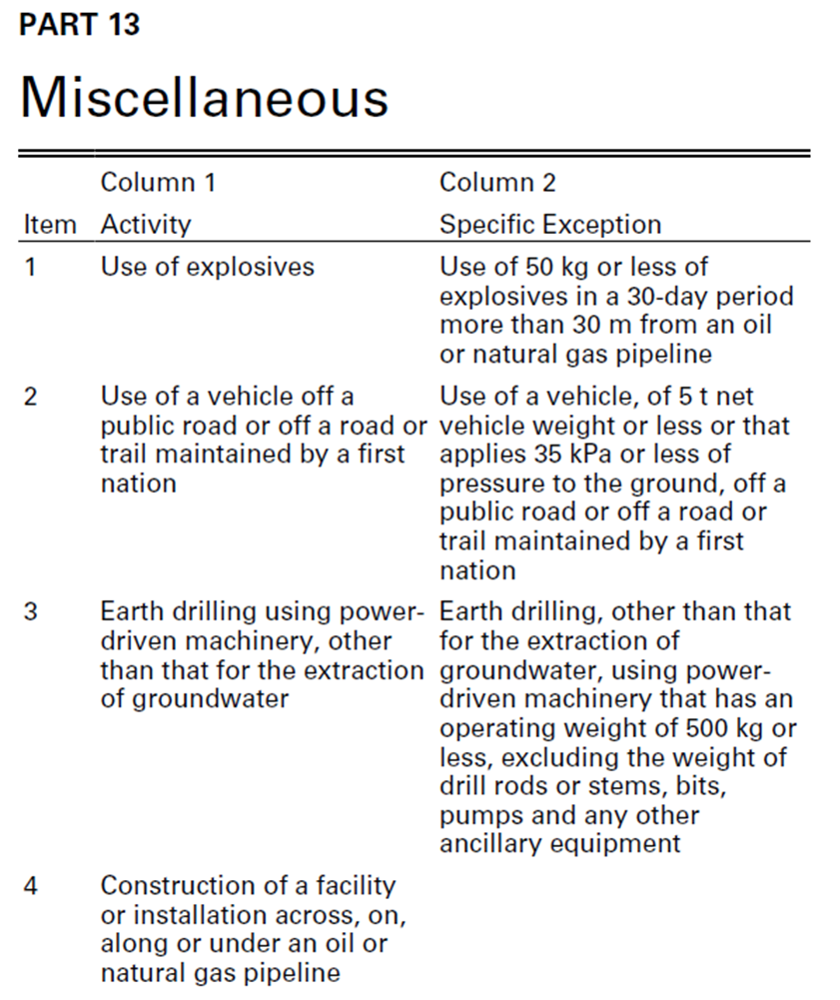 PART 13
Miscellaneous
Column 1 Column 2
Item Activity Specific Exception
1 Use of explosives Use of 50 kg or less of
explosives in a 30-day period
more than 30 m from an oil
or natural gas pipeline
2 Use of a vehicle off a Use of a vehicle, of 5 t net
public road or off a road or vehicle weight or less or that
trail maintained by a first applies 35 kPa or less of
nation pressure to the ground, off a
public road or off a road or
trail maintained by a first
nation
3 Earth drilling using power- Earth drilling, other than that
driven machinery, other for the extraction of
than that for the extraction groundwater, using power-
of groundwater driven machinery that has an
operating weight of 500 kg or
less, excluding the weight of
drill rods or stems, bits,
pumps and any other
ancillary equipment
4 Construction of a facility
or installation across, on,
along or under an oil or
natural gas pipeline